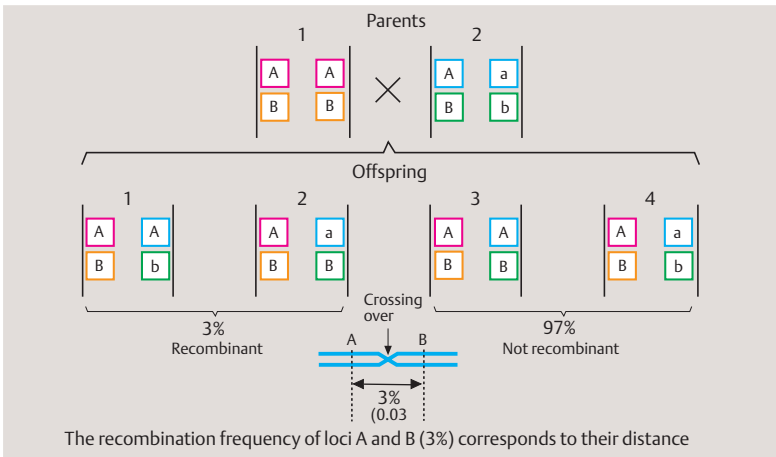 Parents
1 2
A A A a
B B B b
Offspring
1 2 3 4
A A A a A A A a
B b B B B B B b
Crossing
over
3%
Recombinant
97%
Not recombinant
A B
3%
(0.03
The recombination frequency of loci A and B (3%) corresponds to their distance